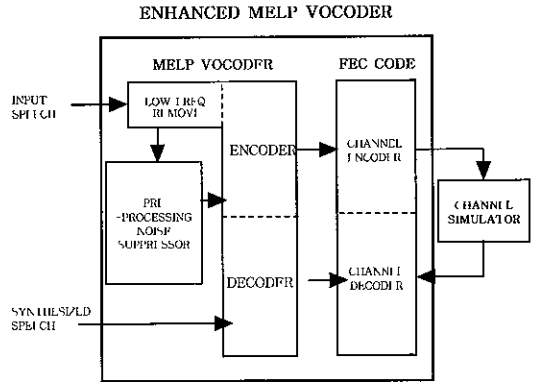 ENHANCED MELP VOCODER
MELP VOCODER
FEC CODE
INPUT
SPEECH
LOW FREQ
REMOVE
ENCODER
CHANNEL
ENCODER
PRE
-PROCESSING
NOISE
SUPPRESSOR
CHANNEL
SIMULATOR
DECODER
CHANNEL
DECODER
SYNTHESIZED
SPEECH